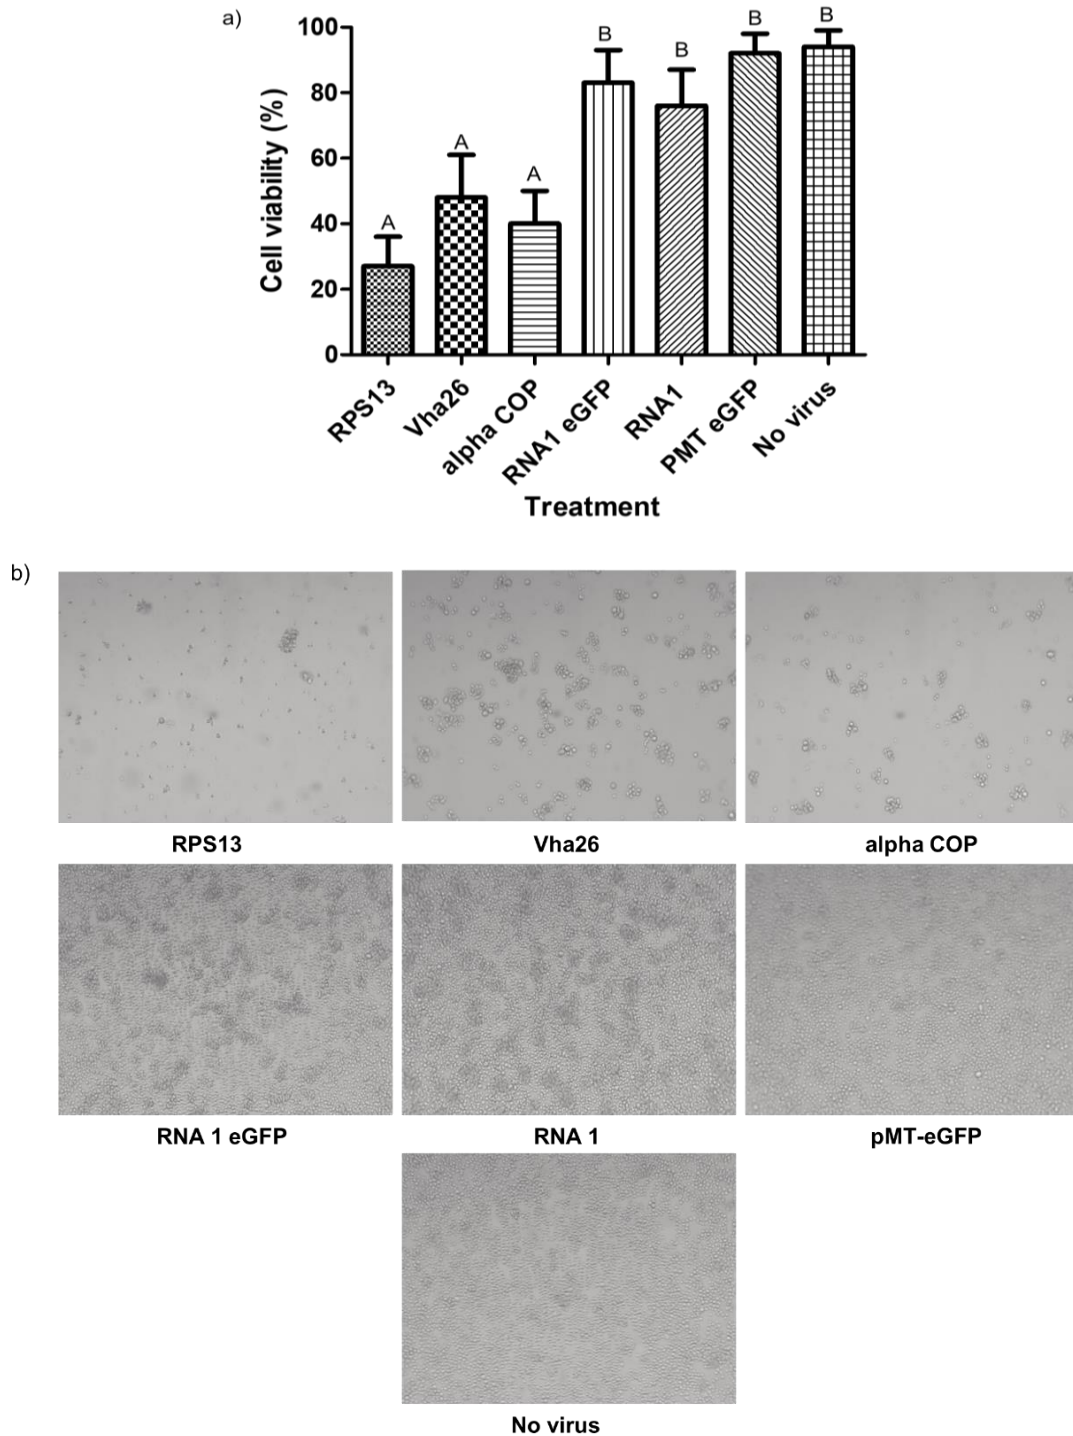 a)
Cell viability (%)
100
80
60
40
20
0
A
A
A
B
B
B
B
RPS13
Vha26
alpha COP
RNA1 eGFP
RNA1
PMT eGFP
No virus
Treatment
b)
RPS13
Vha26
alpha COP
RNA 1 eGFP
RNA 1
pMT-eGFP
No virus